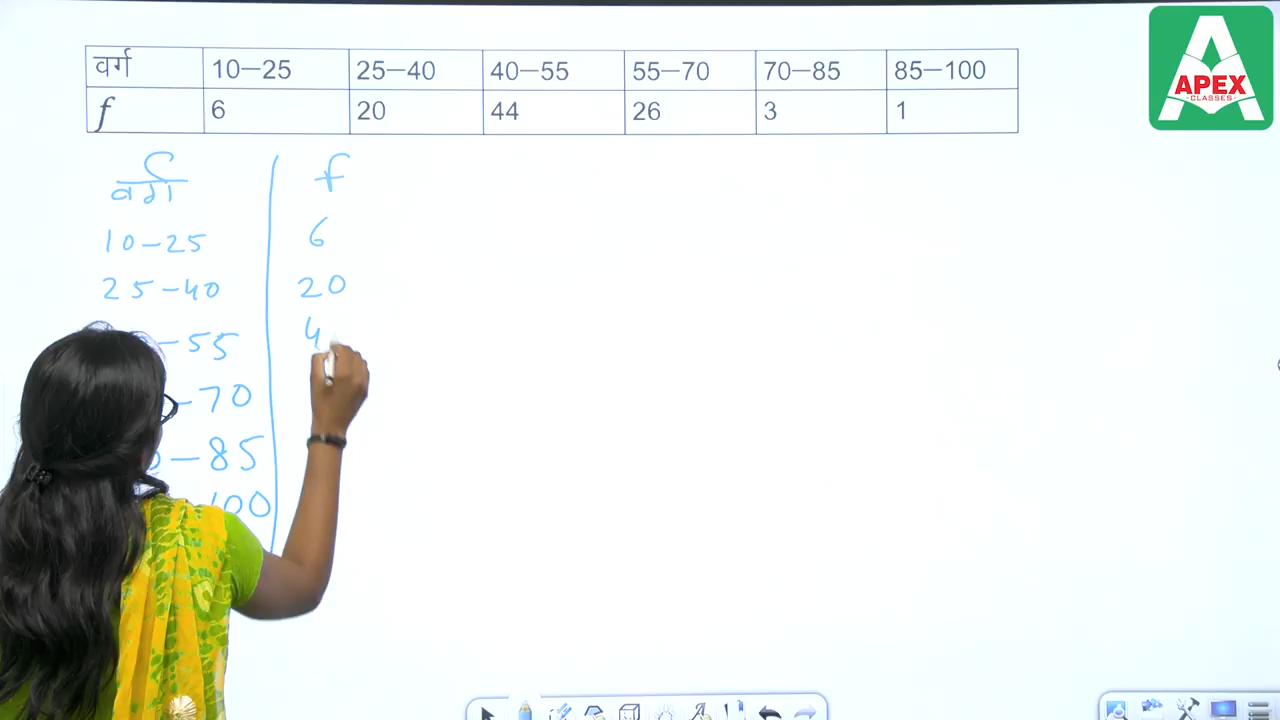 वर्ग 10—25 25—40 40—55 55—70 70—85 85—100
f 6 20 44 26 3 1
APEX
CLASSES
वर्ग f
10-25 6
25-40 20
-55 4
-70
-85
100